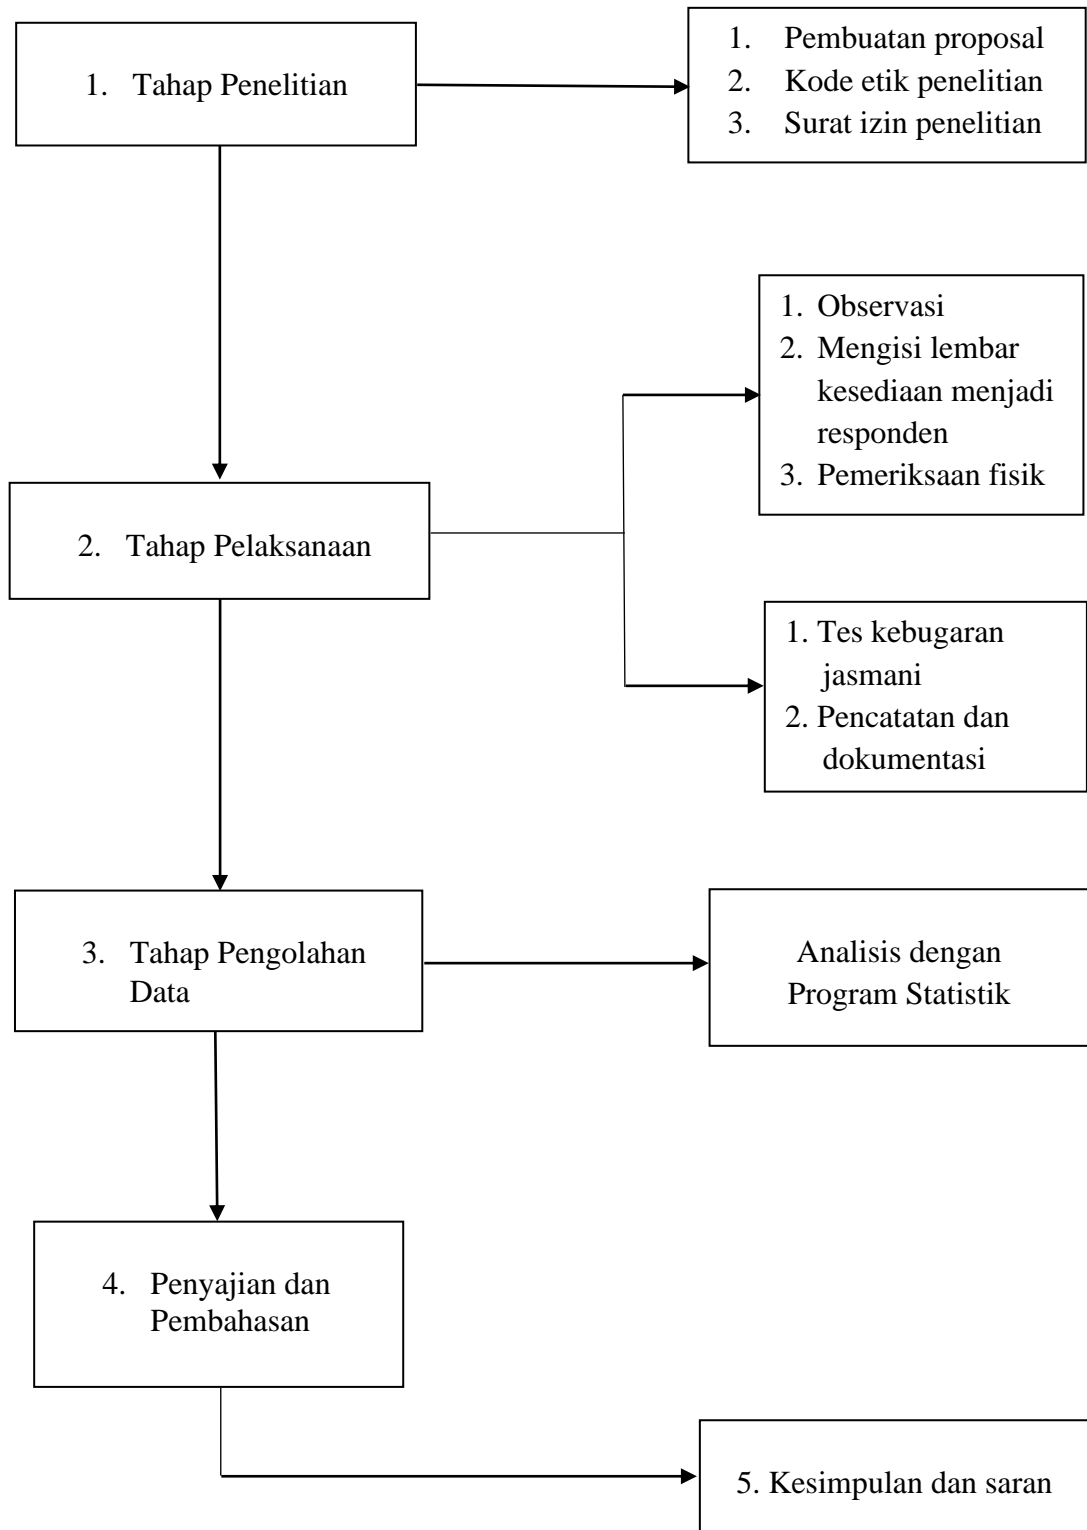 1. Tahap Penelitian
1. Pembuatan proposal
2. Kode etik penelitian
3. Surat izin penelitian
1. Observasi
2. Mengisi lembar
kesediaan menjadi
responden
3. Pemeriksaan fisik
2. Tahap Pelaksanaan
1. Tes kebugaran
jasmani
2. Pencatatan dan
dokumentasi
3. Tahap Pengolahan
Data
Analisis dengan
Program Statistik
4. Penyajian dan
Pembahasan
5. Kesimpulan dan saran